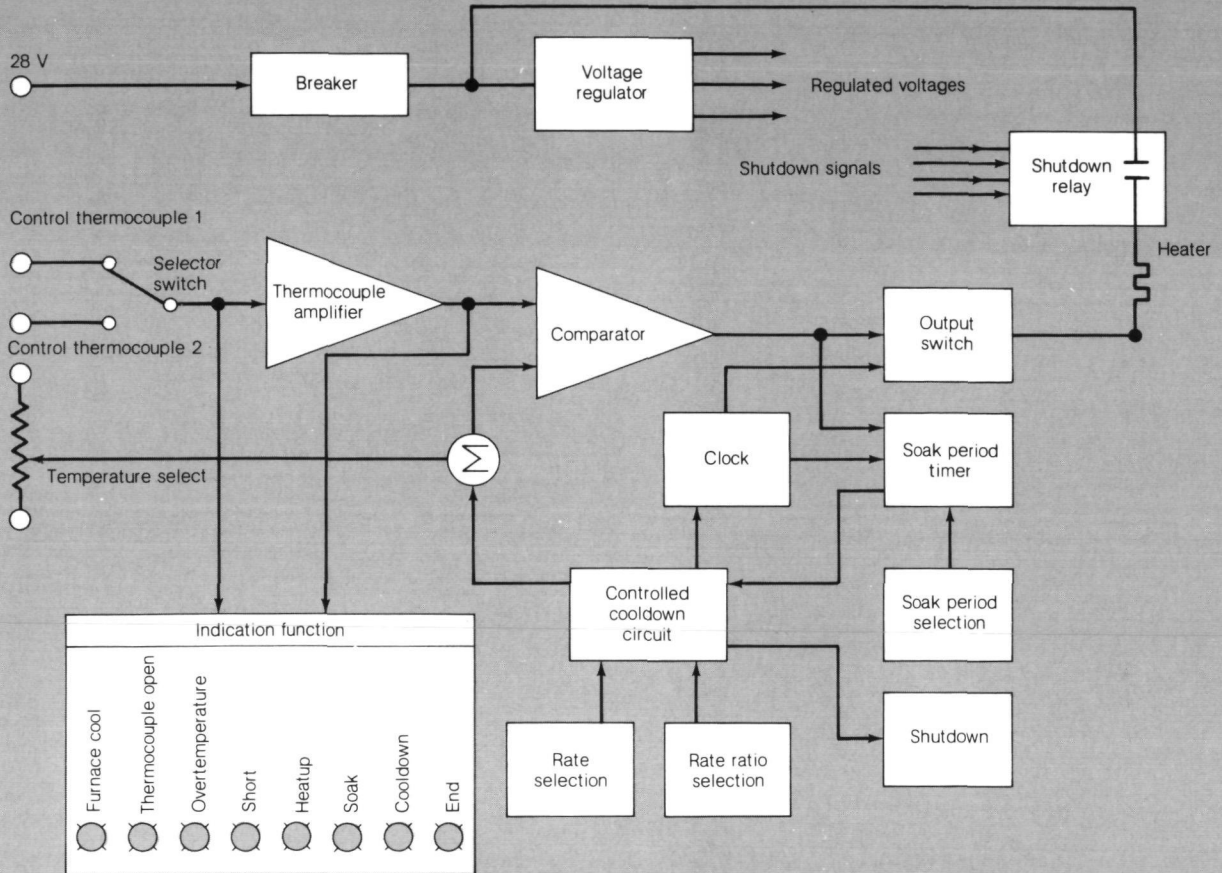 28 V
Breaker
Voltage
regulator
Regulated voltages
Shutdown signals
Shutdown
relay
Control thermocouple 1
Selector
switch
Heater
Thermocouple
amplifier
Comparator
Output
switch
Control thermocouple 2
Temperature select
Σ
Clock
Soak period
timer
Controlled
cooldown
circuit
Soak period
selection
Indication function
Furnace cool
Thermocouple open
Overtemperature
Short
Heatup
Soak
Cooldown
End
Rate
selection
Rate ratio
selection
Shutdown